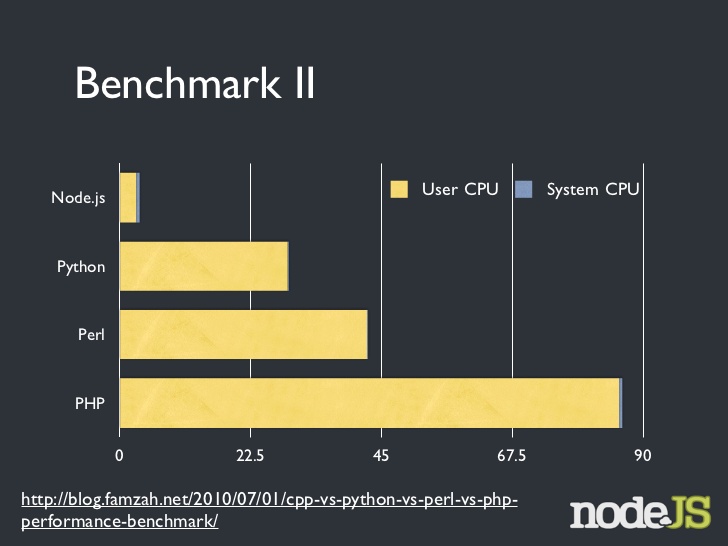 Benchmark II
User CPU
System CPU
Node.js
Python
Perl
PHP
0 22.5 45 67.5 90
http://blog.famzah.net/2010/07/01/cpp-vs-python-vs-perl-vs-php-
performance-benchmark/
nodeJS